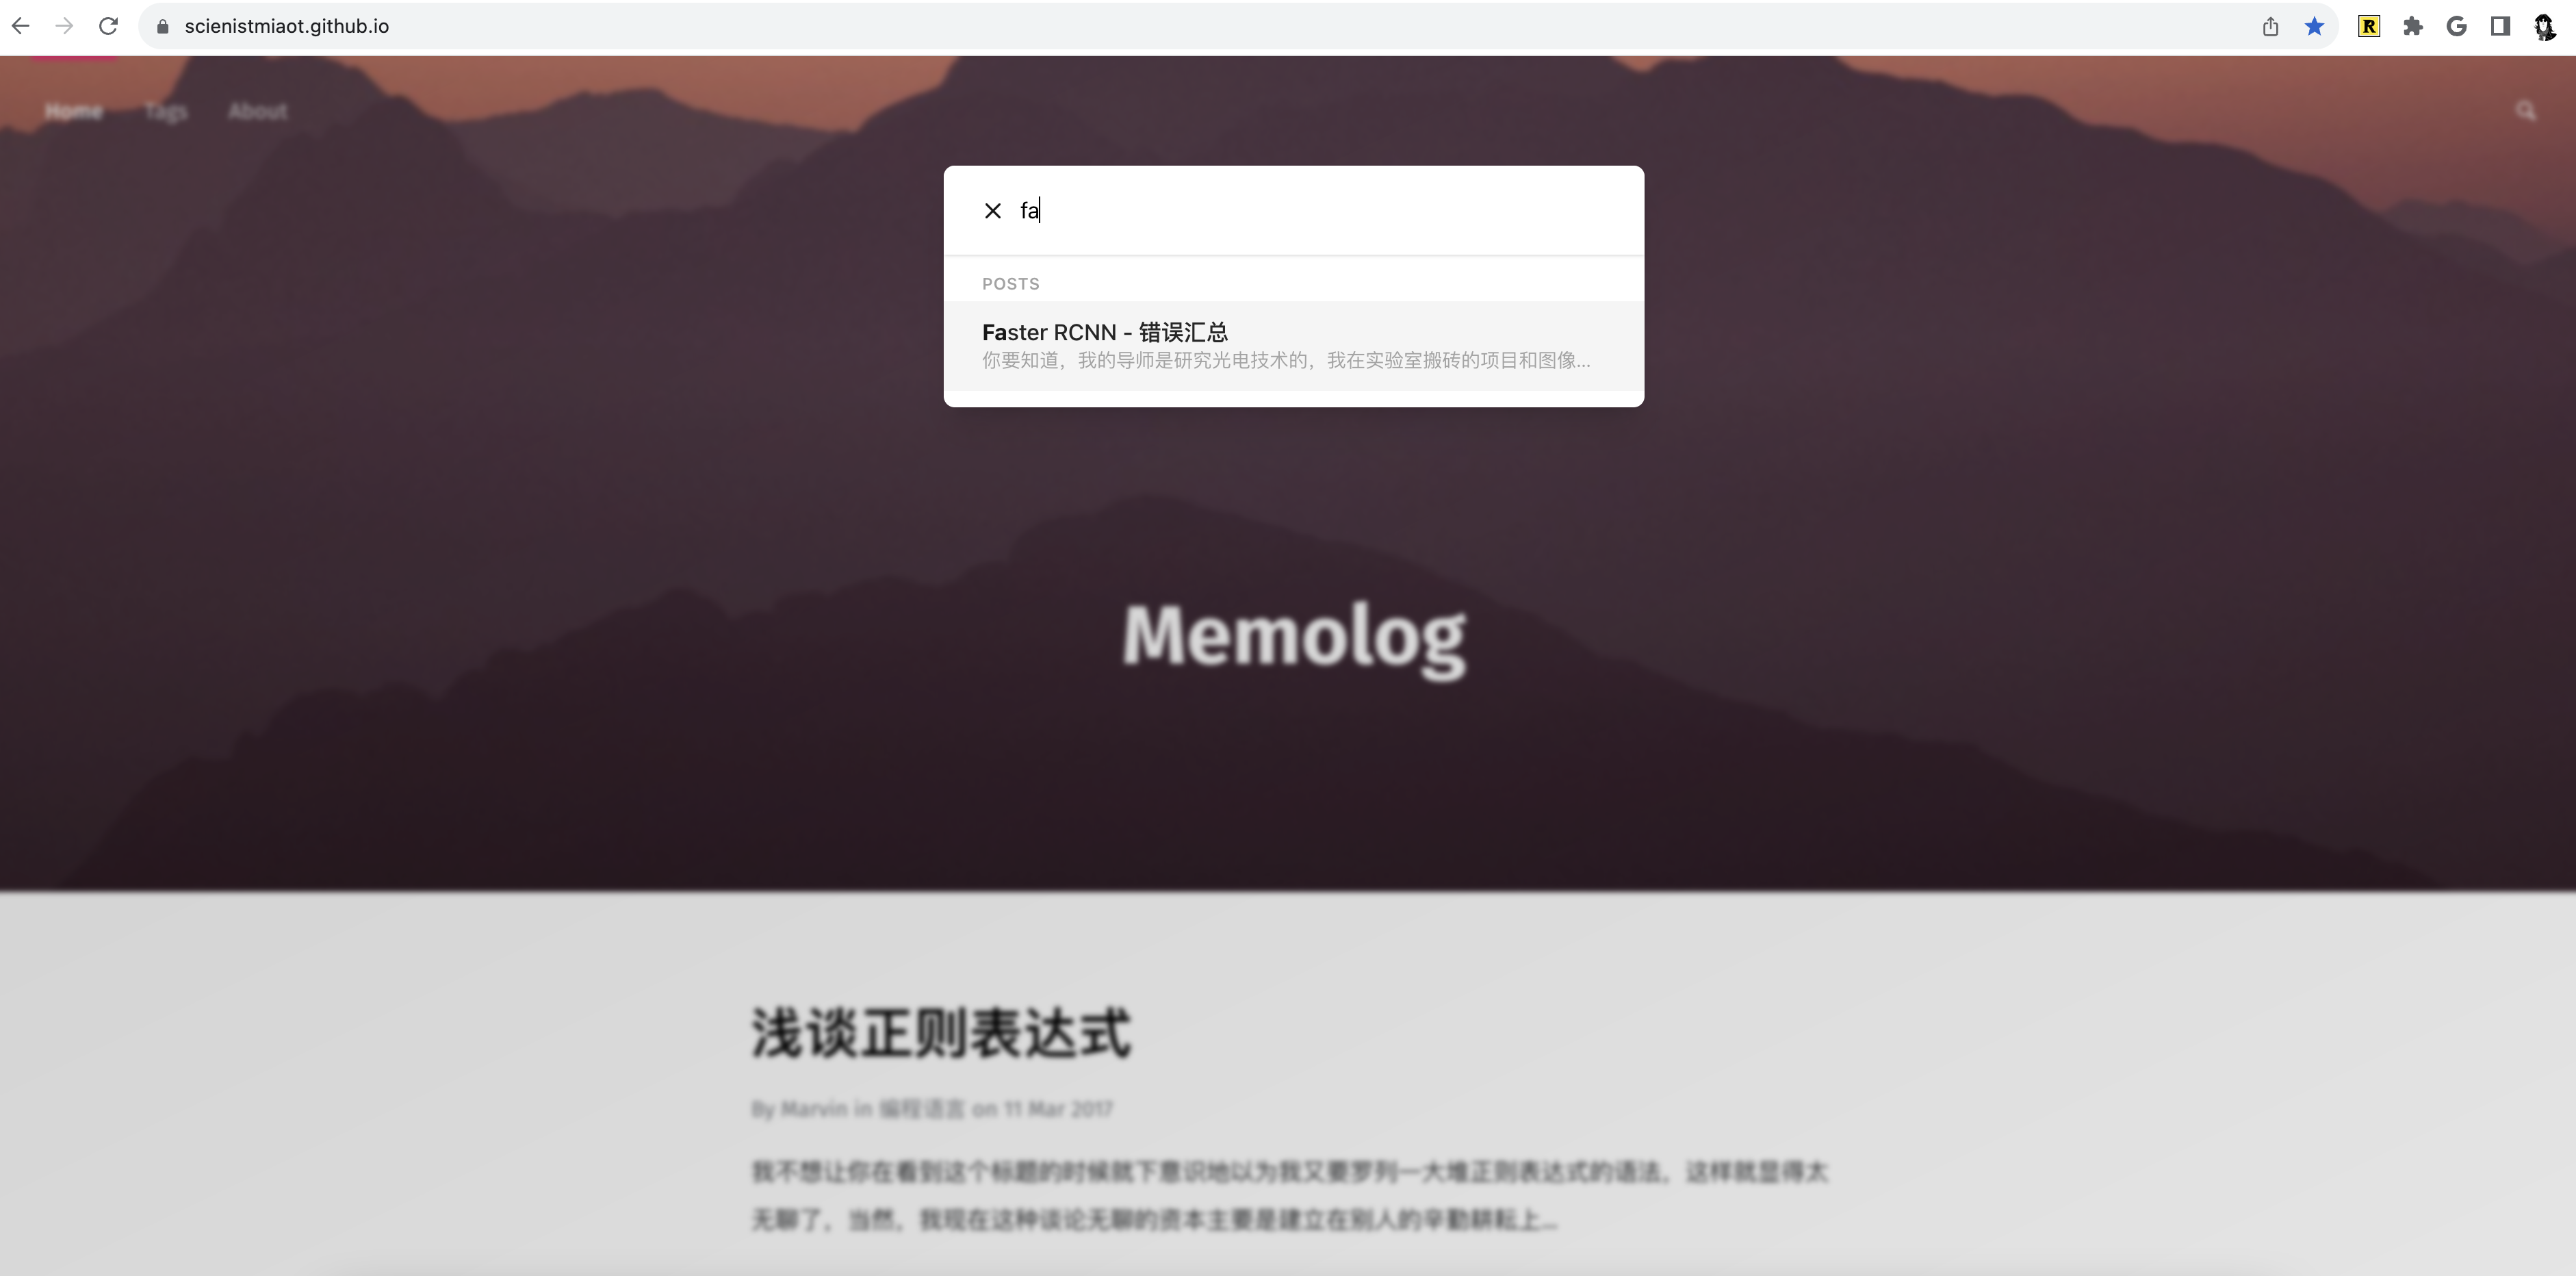 scienistmiaot.github.io
R
Home Tags About
fa
POSTS
Faster RCNN - 错误汇总
你要知道，我的导师是研究光电技术的，我在实验室搬砖的项目和图像...
Memolog
浅谈正则表达式
By Marvin in 编程语言 on 11 Mar 2017
我不想让你在看到这个标题的时候就下意识地以为我又要罗列一大堆正则表达式的语法，这样就显得太
无聊了，当然，我现在这种谈论无聊的资本主要是建立在别人的辛勤耕耘上...